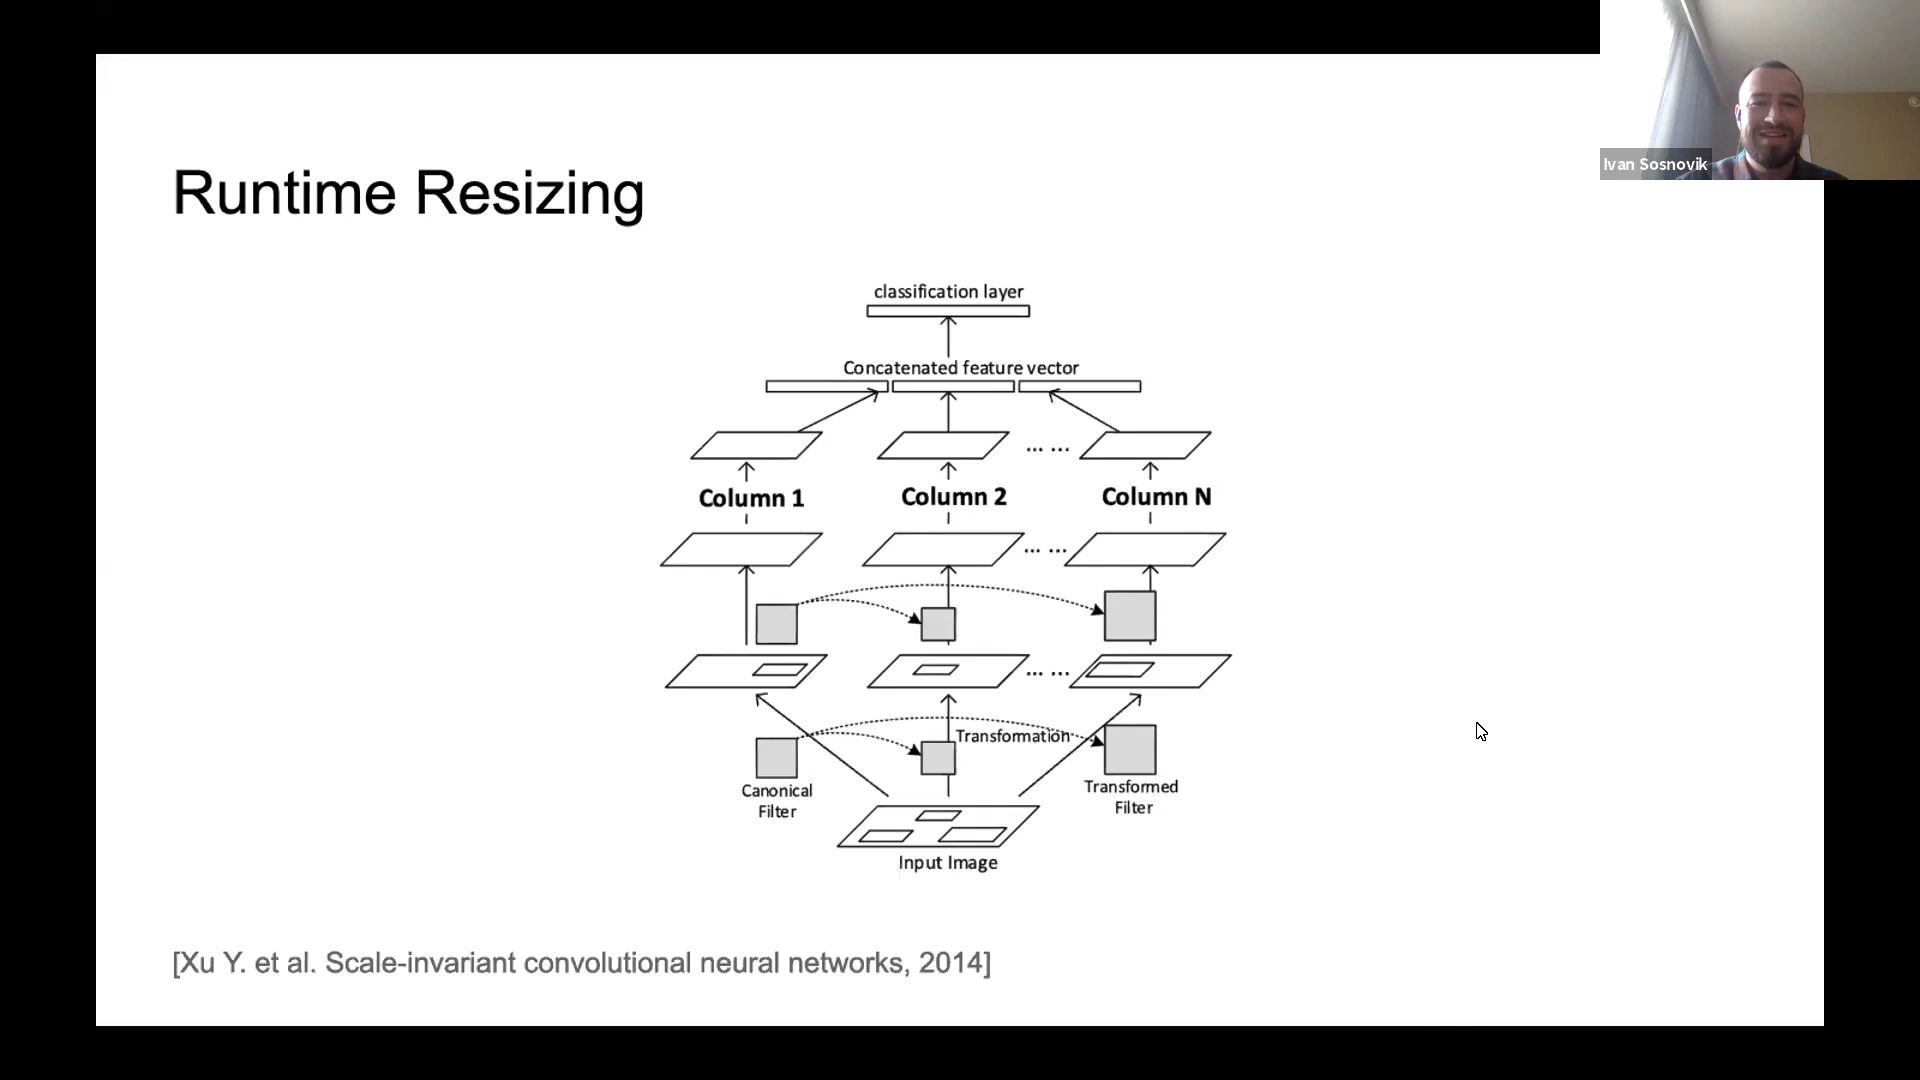 Ivan Sosnovik
Runtime Resizing
classification layer
Concatenated feature vector
... ...
Column 1
Column 2
Column N
... ...
... ...
Transformation
Canonical
Filter
Transformed
Filter
Input Image
[Xu Y. et al. Scale-invariant convolutional neural networks, 2014]